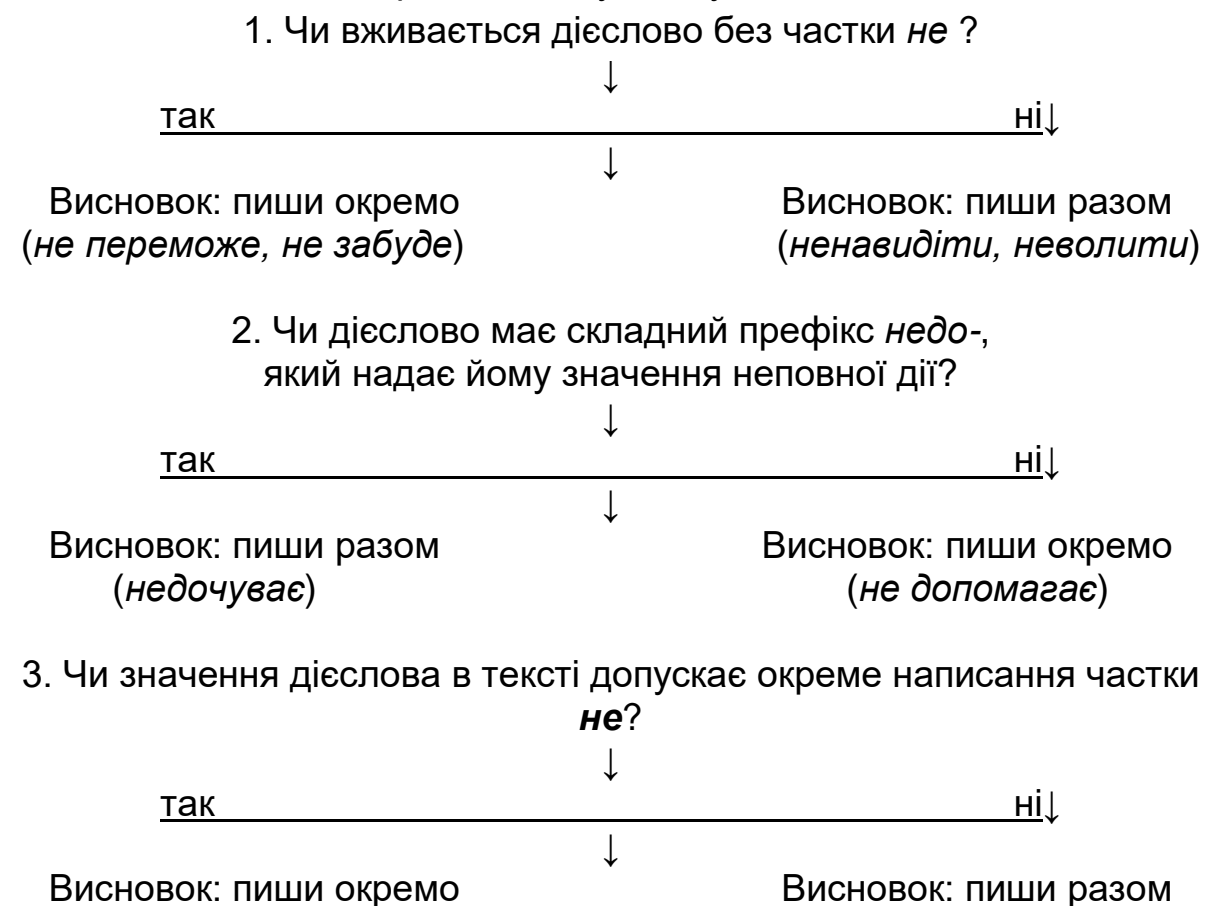 1. Чи вживається дієслово без частки не ?
↓
так ні↓
↓
Висновок: пиши окремо Висновок: пиши разом
(не переможе, не забуде) (ненавидіти, неволити)
2. Чи дієслово має складний префікс недо-,
який надає йому значення неповної дії?
↓
так ні↓
↓
Висновок: пиши разом Висновок: пиши окремо
(недочуває) (не допомагає)
3. Чи значення дієслова в тексті допускає окреме написання частки
не?
↓
так ні↓
↓
Висновок: пиши окремо Висновок: пиши разом